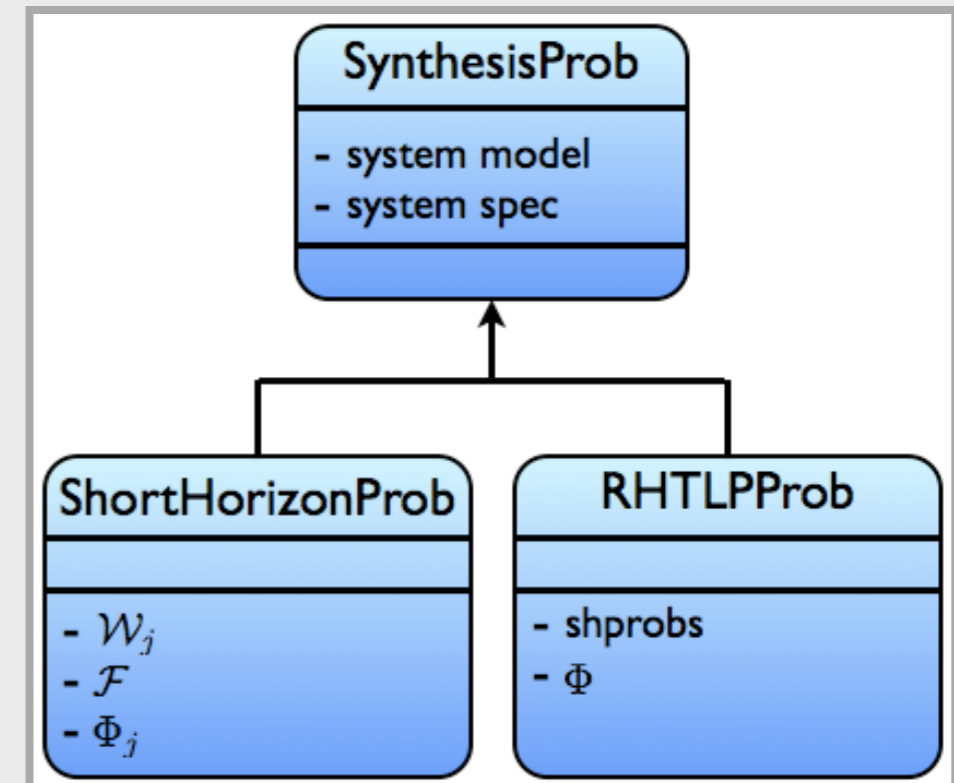 SynthesisProb
- system model
- system spec
ShortHorizonProb
- 𝒲ⱼ
- ℱ
- Φⱼ
RHTLPProb
- shprobs
- Φ